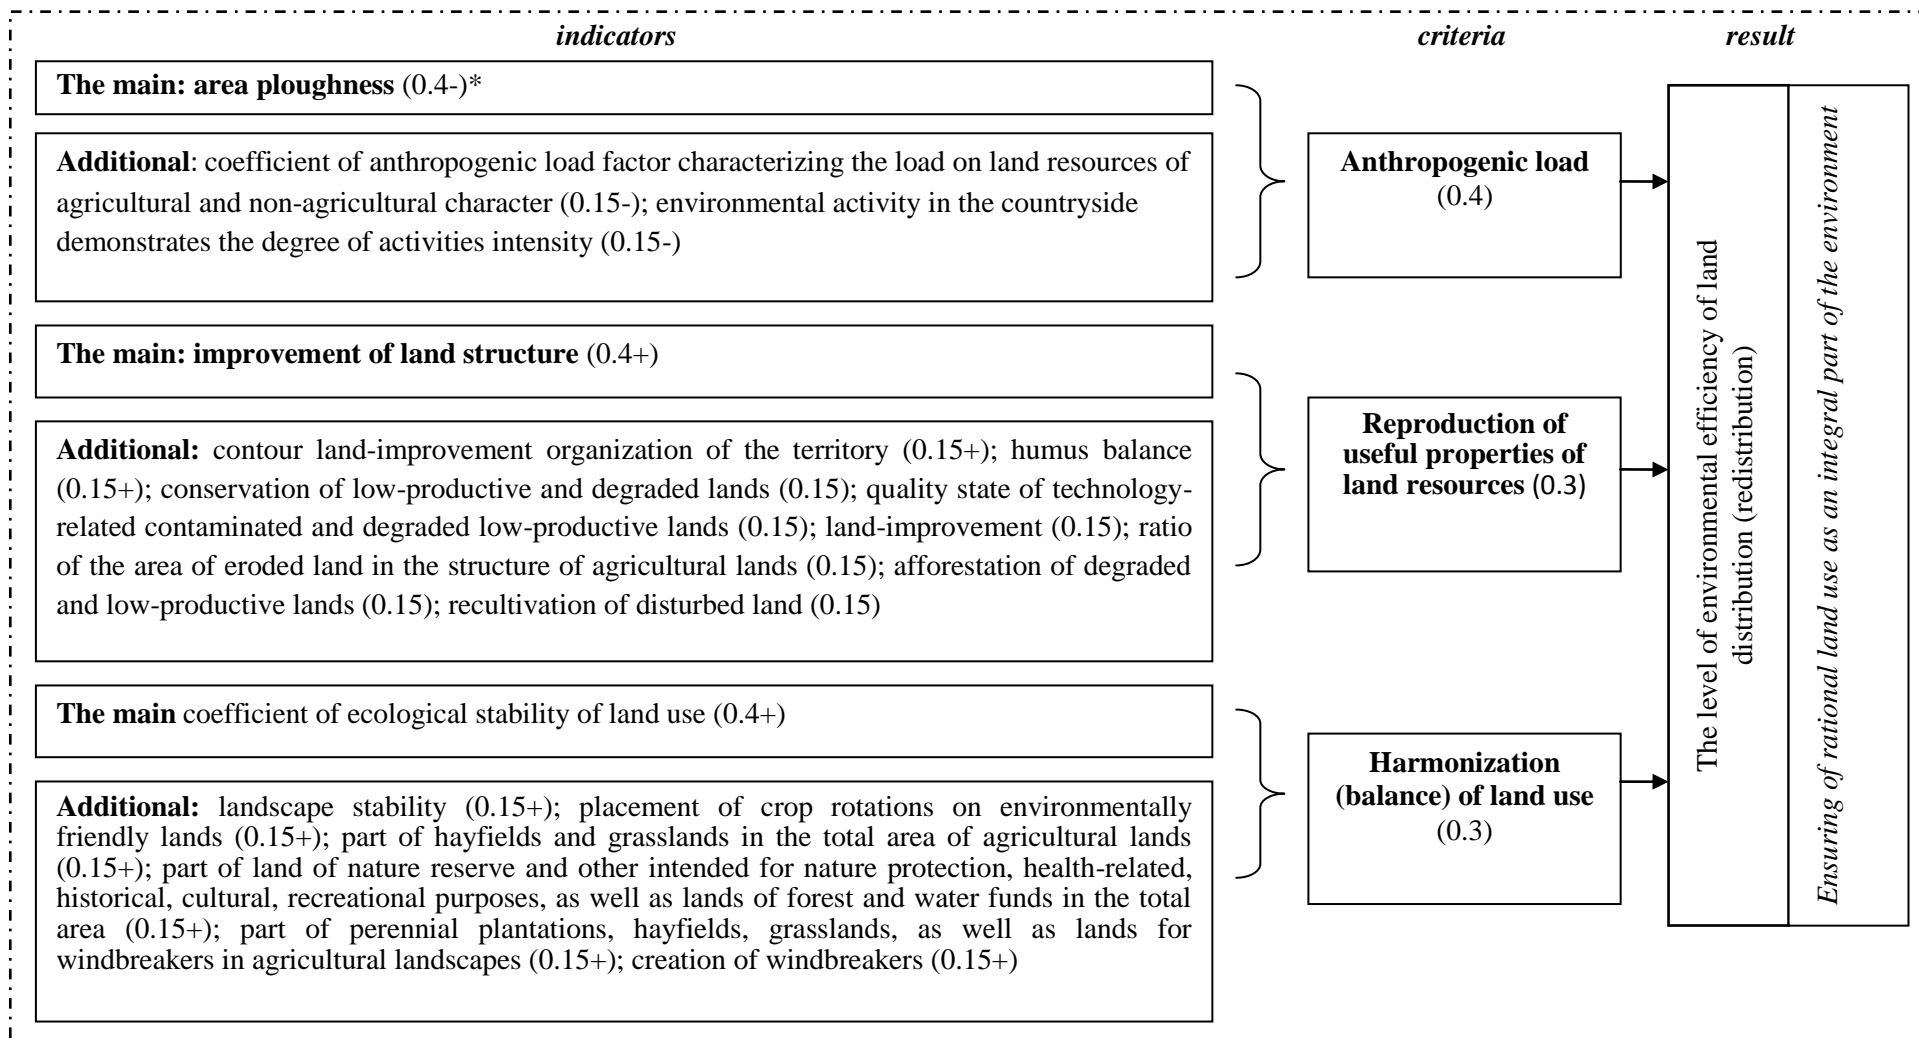 indicators
criteria
result
The main: area ploughness (0.4-)*
Additional: coefficient of anthropogenic load factor characterizing the load on land resources of
agricultural and non-agricultural character (0.15-); environmental activity in the countryside
demonstrates the degree of activities intensity (0.15-)
Anthropogenic load
(0.4)
The main: improvement of land structure (0.4+)
Additional: contour land-improvement organization of the territory (0.15+); humus balance
(0.15+); conservation of low-productive and degraded lands (0.15); quality state of technology-
related contaminated and degraded low-productive lands (0.15); land-improvement (0.15); ratio
of the area of eroded land in the structure of agricultural lands (0.15); afforestation of degraded
and low-productive lands (0.15); recultivation of disturbed land (0.15)
Reproduction of
useful properties of
land resources (0.3)
The main coefficient of ecological stability of land use (0.4+)
Additional: landscape stability (0.15+); placement of crop rotations on environmentally
friendly lands (0.15+); part of hayfields and grasslands in the total area of agricultural lands
(0.15+); part of land of nature reserve and other intended for nature protection, health-related,
historical, cultural, recreational purposes, as well as lands of forest and water funds in the total
area (0.15+); part of perennial plantations, hayfields, grasslands, as well as lands for
windbreakers in agricultural landscapes (0.15+); creation of windbreakers (0.15+)
Harmonization
(balance) of land use
(0.3)
The level of environmental efficiency of land
distribution (redistribution)
Ensuring of rational land use as an integral part of the environment